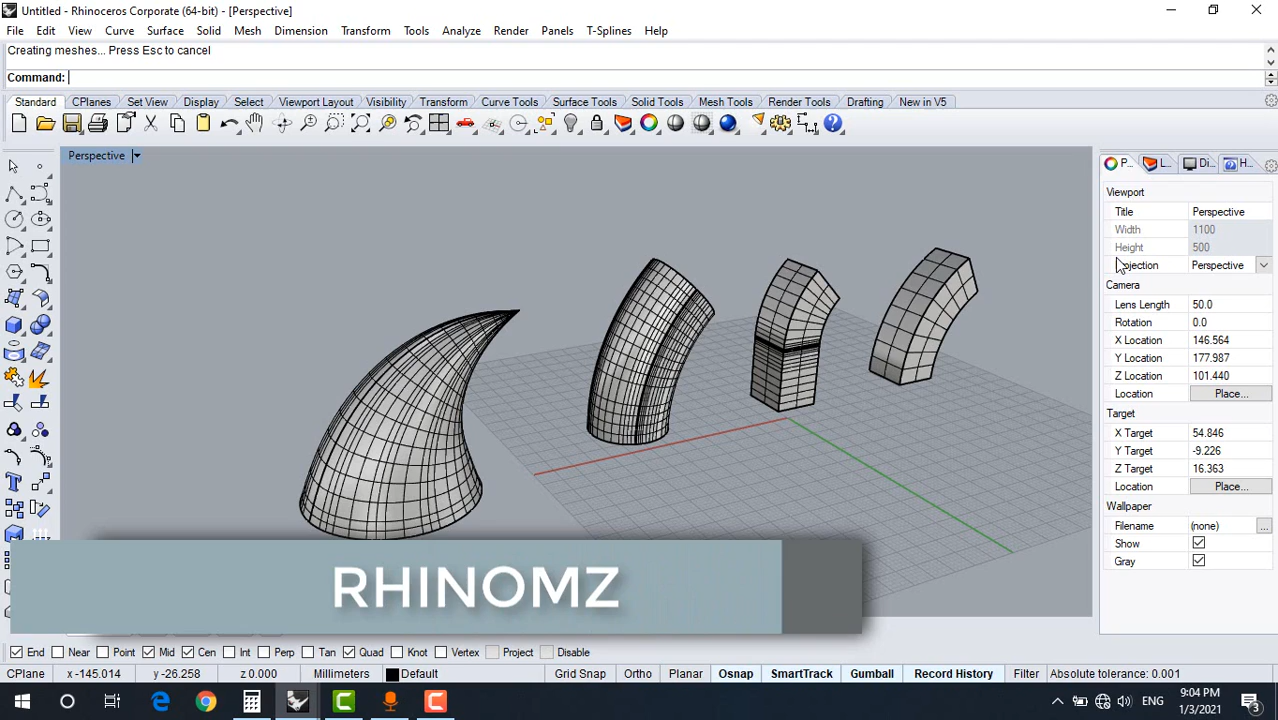 Untitled - Rhinoceros Corporate (64-bit) - [Perspective]
File Edit View Curve Surface Solid Mesh Dimension Transform Tools Analyze Render Panels T-Splines Help
Creating meshes... Press Esc to cancel
Command:
Standard CPlanes Set View Display Select Viewport Layout Visibility Transform Curve Tools Surface Tools Solid Tools Mesh Tools Render Tools Drafting New in V5
Perspective
P... L... Di... H...
Viewport
Title Perspective
Width 1100
Height 500
Projection Perspective
Camera
Lens Length 50.0
Rotation 0.0
X Location 146.564
Y Location 177.987
Z Location 101.440
Location Place...
Target
X Target 54.846
Y Target -9.226
Z Target 16.363
Location Place...
Wallpaper
Filename (none) ...
Show
Gray
RHINOMZ
End Near Point Mid Cen Int Perp Tan Quad Knot Vertex Project Disable
CPlane x -145.014 y -26.258 z 0.000 Millimeters Default Grid Snap Ortho Planar Osnap SmartTrack Gumball Record History Filter Absolute tolerance: 0.001
ENG 9:04 PM
1/3/2021 3